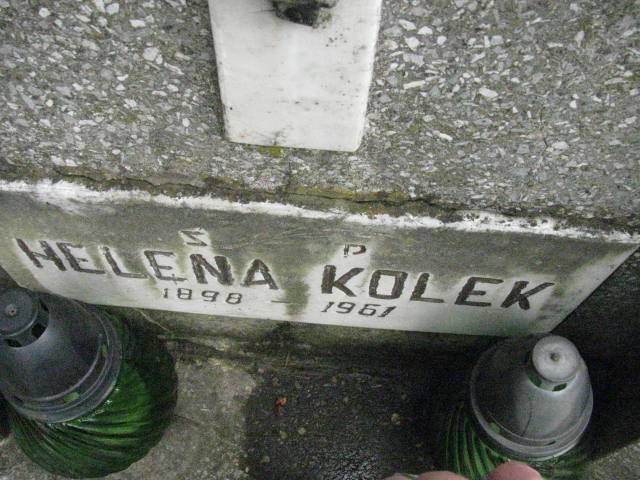 Ś P
HELENA KOLEK
1898 – 1961